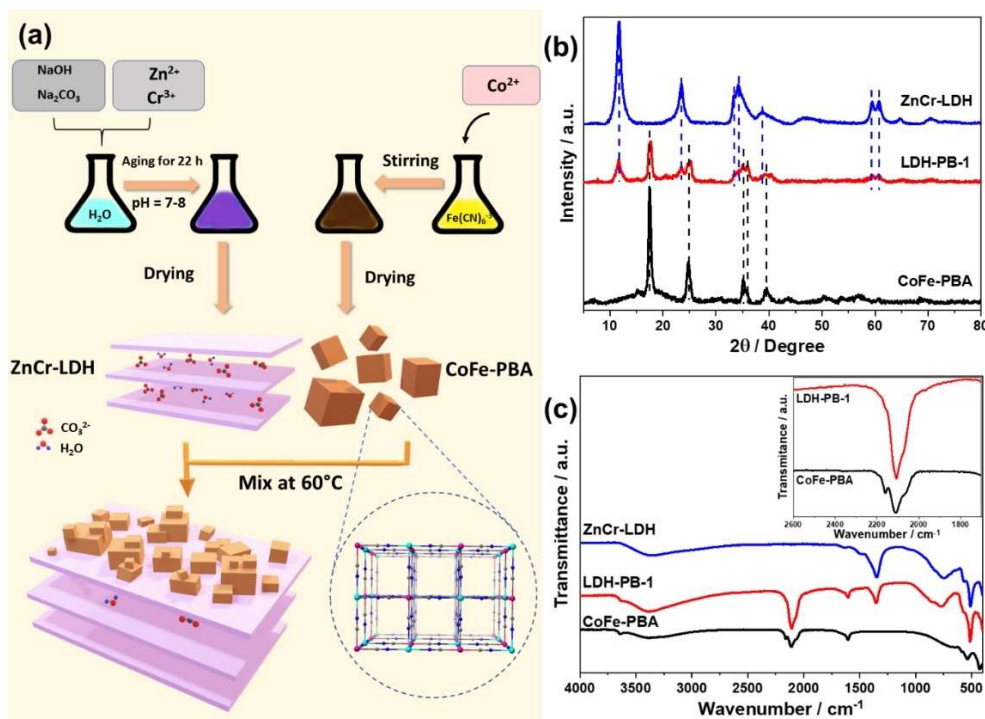 (a)
NaOH
Na₂CO₃
Zn²⁺
Cr³⁺
Co²⁺
Aging for 22 h
pH = 7-8
H₂O
Stirring
Fe(CN)₆⁻³
Drying
Drying
ZnCr-LDH
CoFe-PBA
CO₃²⁻
H₂O
Mix at 60°C
(b)
Intensity / a.u.
ZnCr-LDH
LDH-PB-1
CoFe-PBA
10 20 30 40 50 60 70 80
2θ / Degree
(c)
Transmittance / a.u.
ZnCr-LDH
LDH-PB-1
CoFe-PBA
4000 3500 3000 2500 2000 1500 1000 500
Wavenumber / cm⁻¹
Transmitance / a.u.
LDH-PB-1
CoFe-PBA
2600 2400 2200 2000 1800
Wavenumber / cm⁻¹